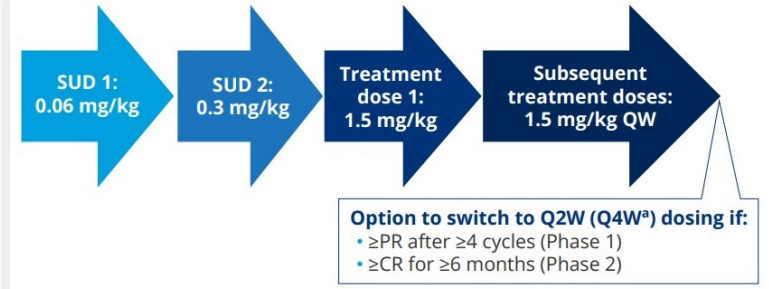 SUD 1:
0.06 mg/kg
SUD 2:
0.3 mg/kg
Treatment
dose 1:
1.5 mg/kg
Subsequent
treatment doses:
1.5 mg/kg QW
Option to switch to Q2W (Q4Wᵃ) dosing if:
• ≥PR after ≥4 cycles (Phase 1)
• ≥CR for ≥6 months (Phase 2)